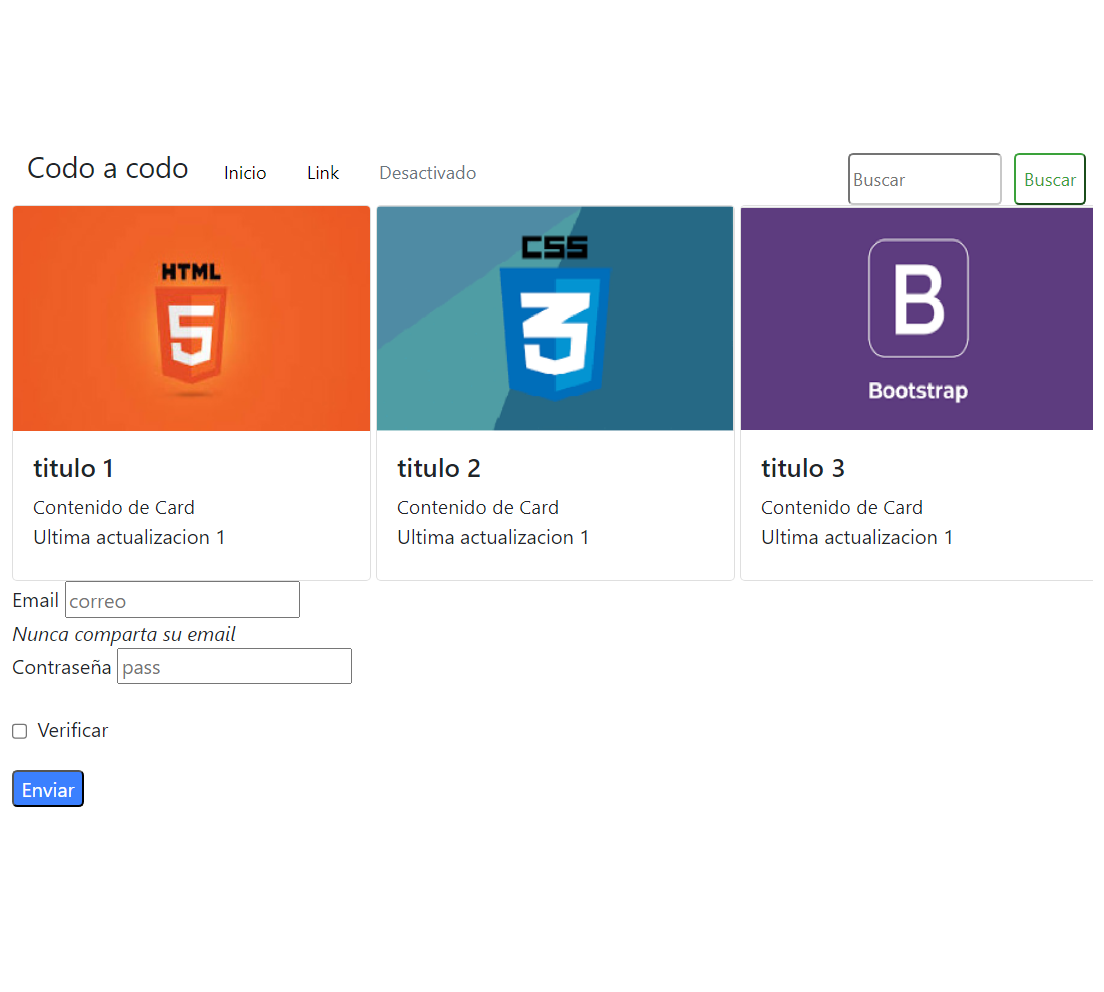 Codo a codo Inicio Link Desactivado Buscar Buscar
HTML
5
CSS
3
B
Bootstrap
titulo 1
Contenido de Card
Ultima actualizacion 1
titulo 2
Contenido de Card
Ultima actualizacion 1
titulo 3
Contenido de Card
Ultima actualizacion 1
Email correo
Nunca comparta su email
Contraseña pass
Verificar
Enviar